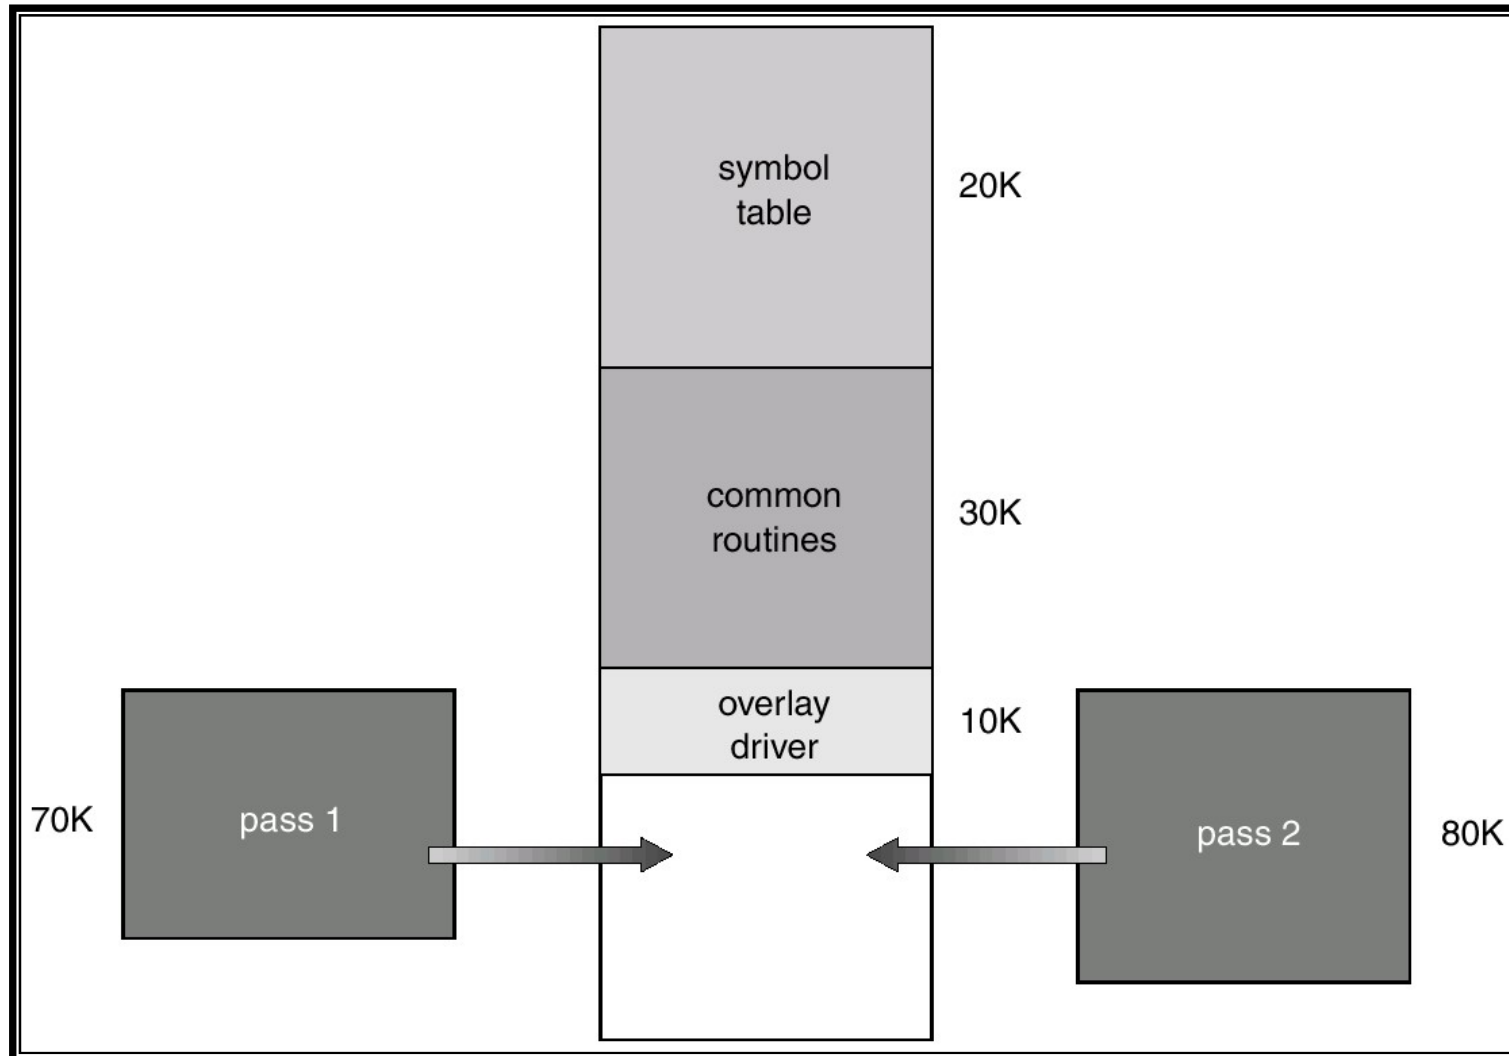 symbol
table
20K
common
routines
30K
overlay
driver
10K
70K
pass 1
pass 2
80K